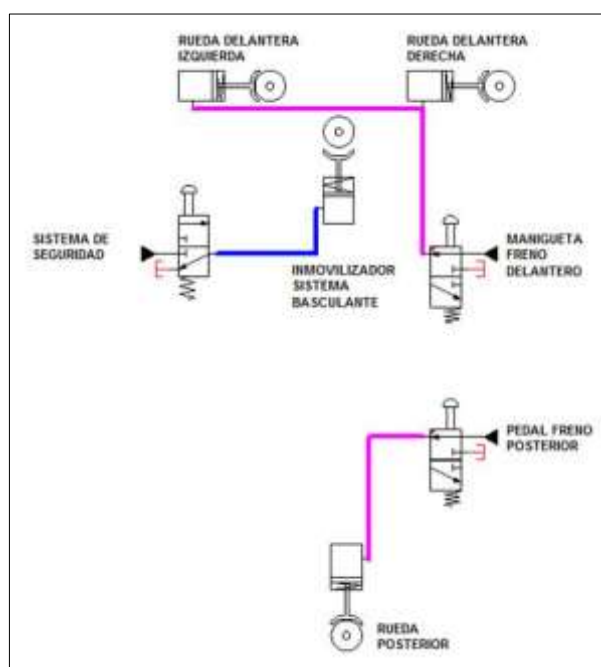 RUEDA DELANTERA
IZQUIERDA
RUEDA DELANTERA
DERECHA
SISTEMA DE
SEGURIDAD
INMOVILIZADOR
SISTEMA
BASCULANTE
MANIGUETA
FRENO
DELANTERO
PEDAL FRENO
POSTERIOR
RUEDA
POSTERIOR